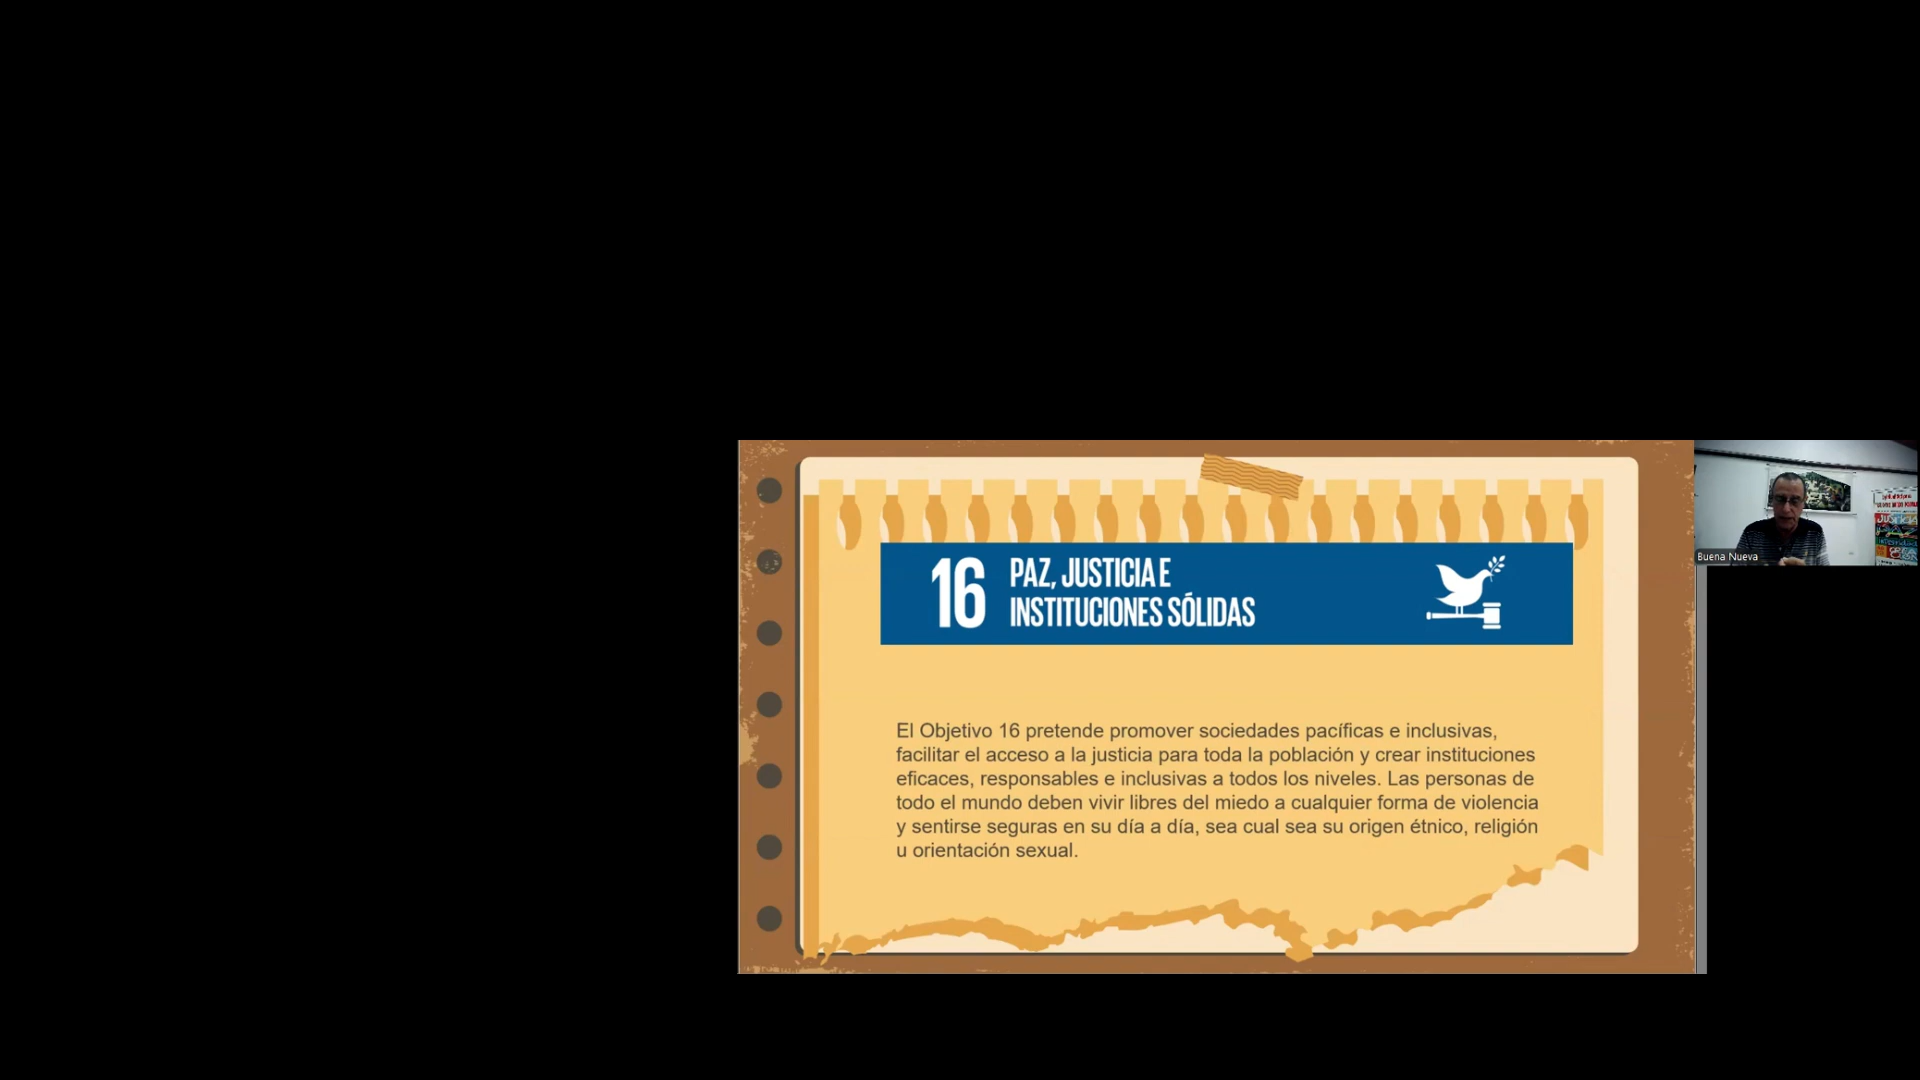 16
PAZ, JUSTICIA E
INSTITUCIONES SÓLIDAS
El Objetivo 16 pretende promover sociedades pacíficas e inclusivas,
facilitar el acceso a la justicia para toda la población y crear instituciones
eficaces, responsables e inclusivas a todos los niveles. Las personas de
todo el mundo deben vivir libres del miedo a cualquier forma de violencia
y sentirse seguras en su día a día, sea cual sea su origen étnico, religión
u orientación sexual.
Buena Nueva
JUSTICIA